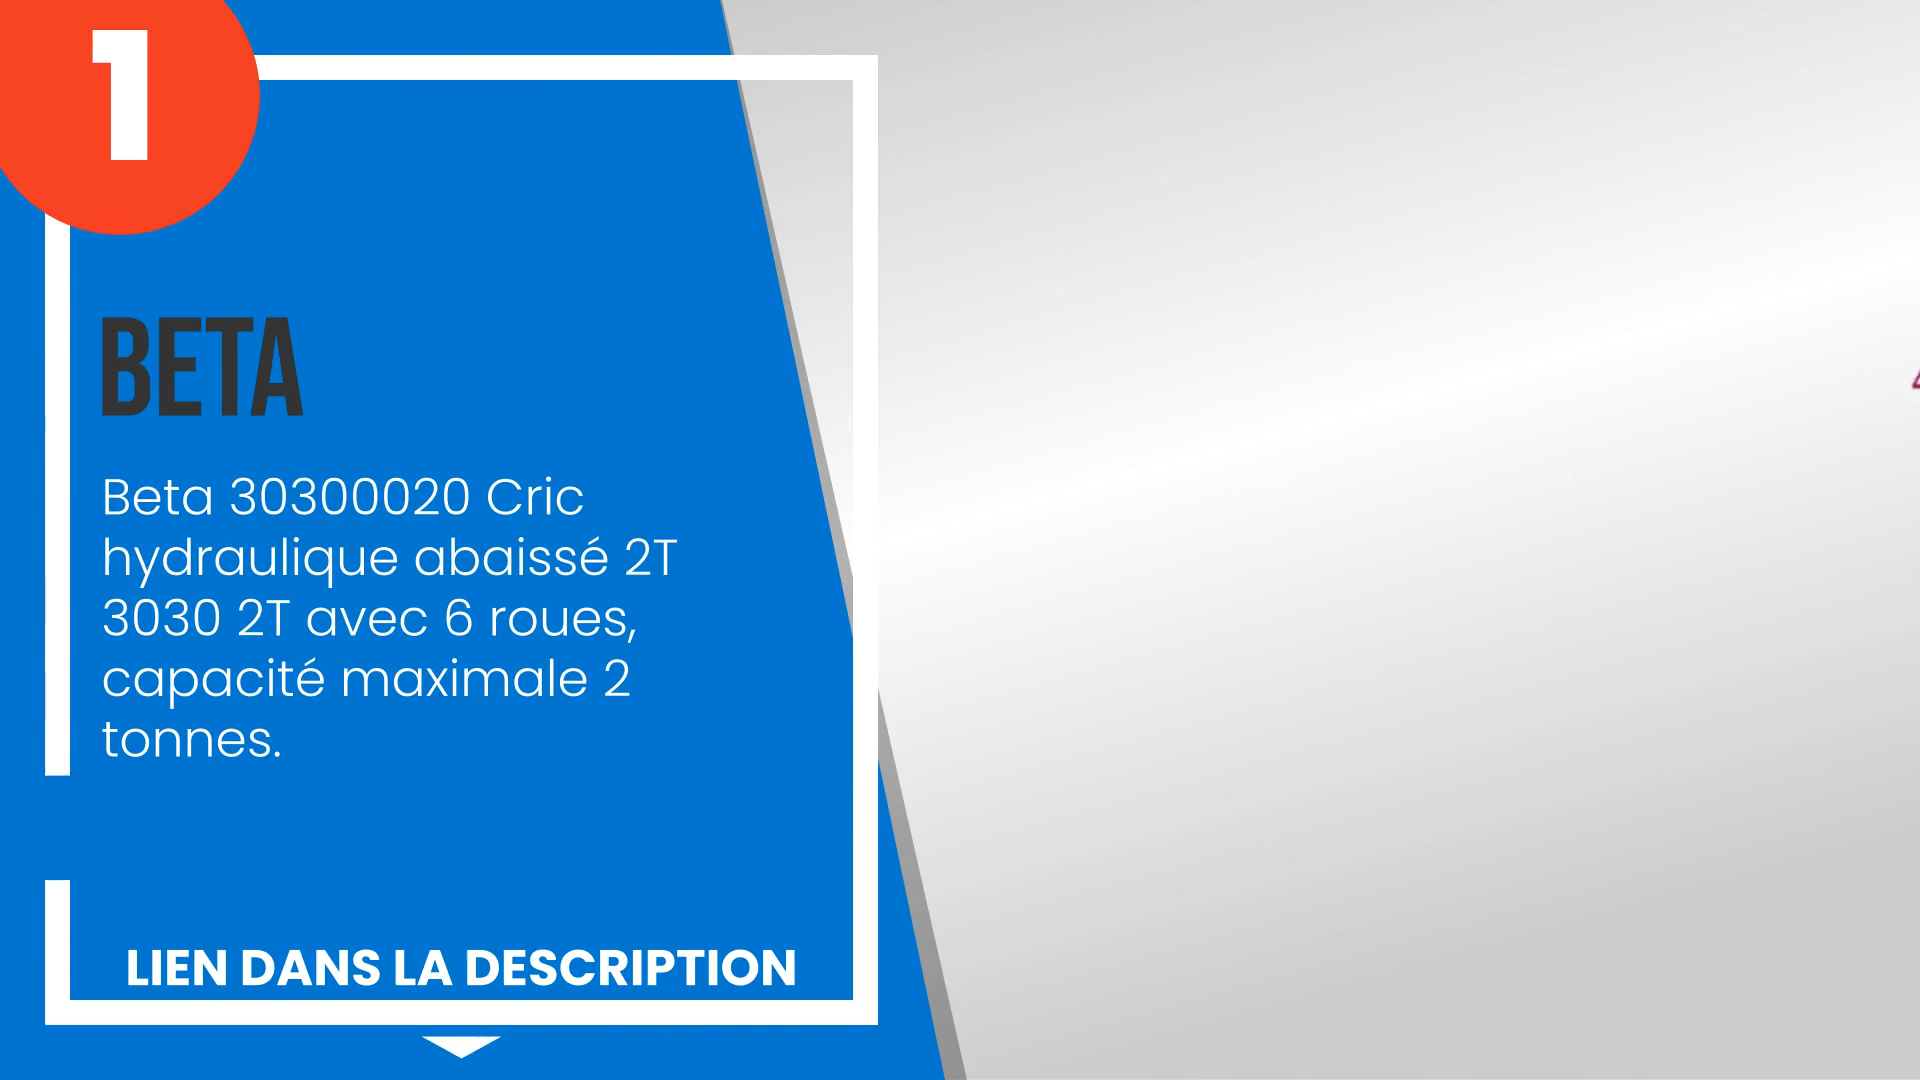 1
BETA
Beta 30300020 Cric
hydraulique abaissé 2T
3030 2T avec 6 roues,
capacité maximale 2
tonnes.
LIEN DANS LA DESCRIPTION